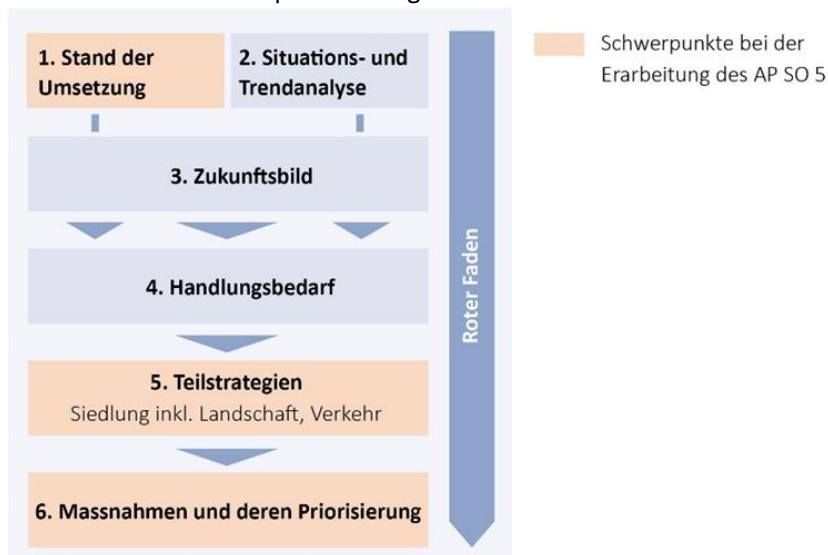 1. Stand der
Umsetzung
2. Situations- und
Trendanalyse
3. Zukunftsbild
4. Handlungsbedarf
5. Teilstrategien
Siedlung inkl. Landschaft, Verkehr
6. Massnahmen und deren Priorisierung
Roter Faden
Schwerpunkte bei der
Erarbeitung des AP SO 5